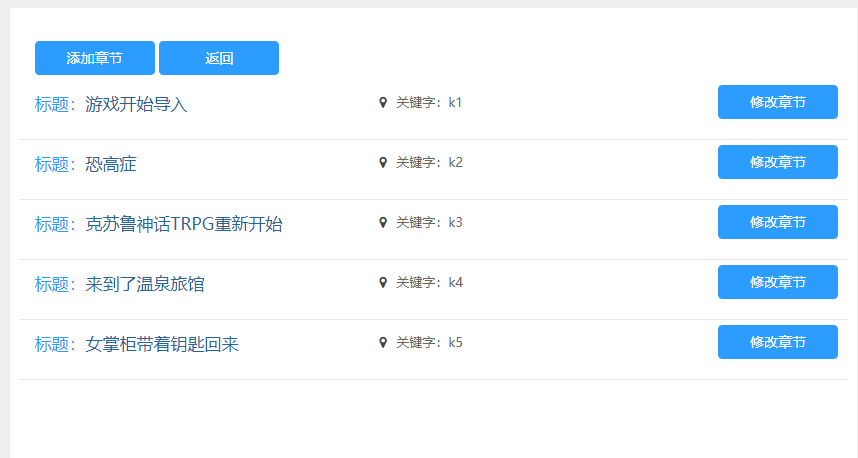 添加章节 返回
标题：游戏开始导入 关键字：k1 修改章节
标题：恐高症 关键字：k2 修改章节
标题：克苏鲁神话TRPG重新开始 关键字：k3 修改章节
标题：来到了温泉旅馆 关键字：k4 修改章节
标题：女掌柜带着钥匙回来 关键字：k5 修改章节